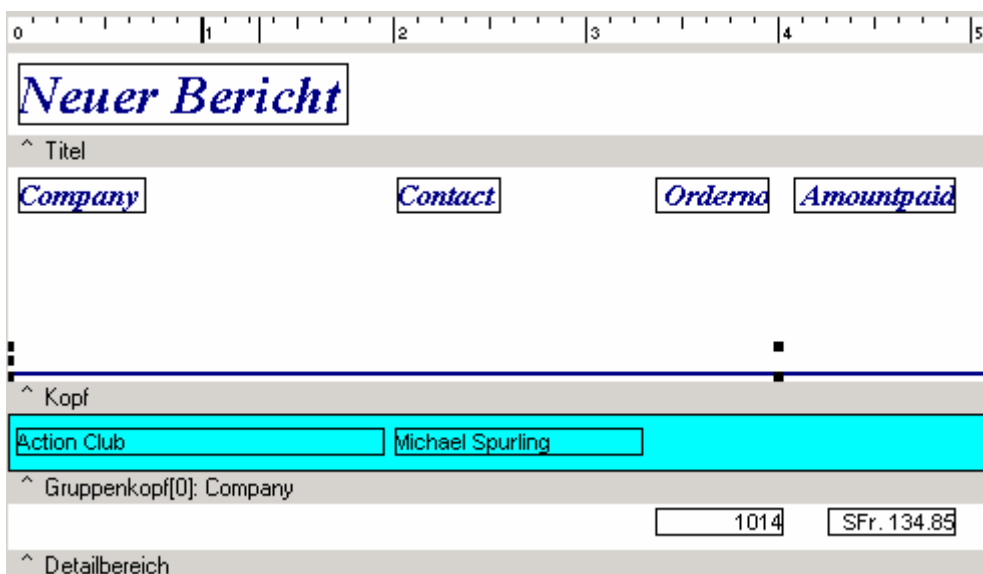 0 1 2 3 4 5
Neuer Bericht
^ Titel
Company Contact Orderno Amountpaid
^ Kopf
Action Club Michael Spurling
^ Gruppenkopf[0]: Company
1014 SFr. 134.85
^ Detailbereich